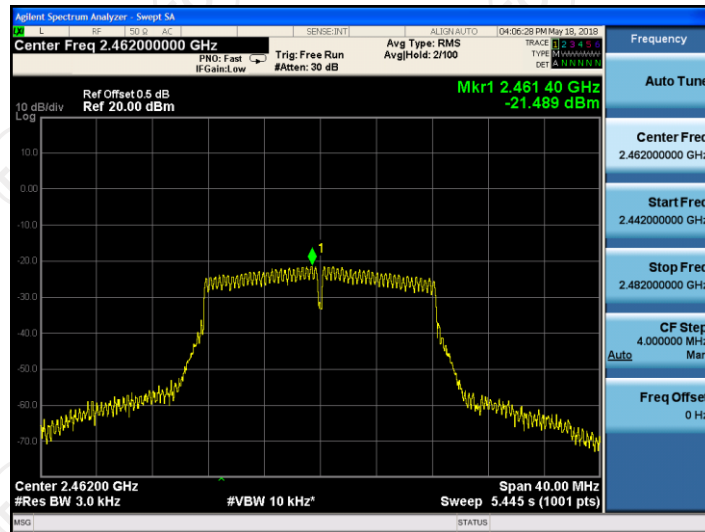 Agilent Spectrum Analyzer - Swept SA
L RF 50 Ω AC SENSE:INT ALIGN AUTO 04:06:28 PM May 18, 2018
Center Freq 2.462000000 GHz
PNO: Fast
IFGain:Low
Trig: Free Run
#Atten: 30 dB
Avg Type: RMS
Avg|Hold: 2/100
TRACE 1 2 3 4 5 6
TYPE M WWWWW
DET A N N N N N
Mkr1 2.461 40 GHz
-21.489 dBm
Ref Offset 0.5 dB
Ref 20.00 dBm
10 dB/div
Log
10.0
0.00
-10.0
-20.0
-30.0
-40.0
-50.0
-60.0
-70.0
1
Center 2.46200 GHz
Span 40.00 MHz
#Res BW 3.0 kHz
#VBW 10 kHz*
Sweep 5.445 s (1001 pts)
MSG
STATUS
Frequency
Auto Tune
Center Freq
2.462000000 GHz
Start Freq
2.442000000 GHz
Stop Freq
2.482000000 GHz
CF Step
4.000000 MHz
Auto Man
Freq Offset
0 Hz